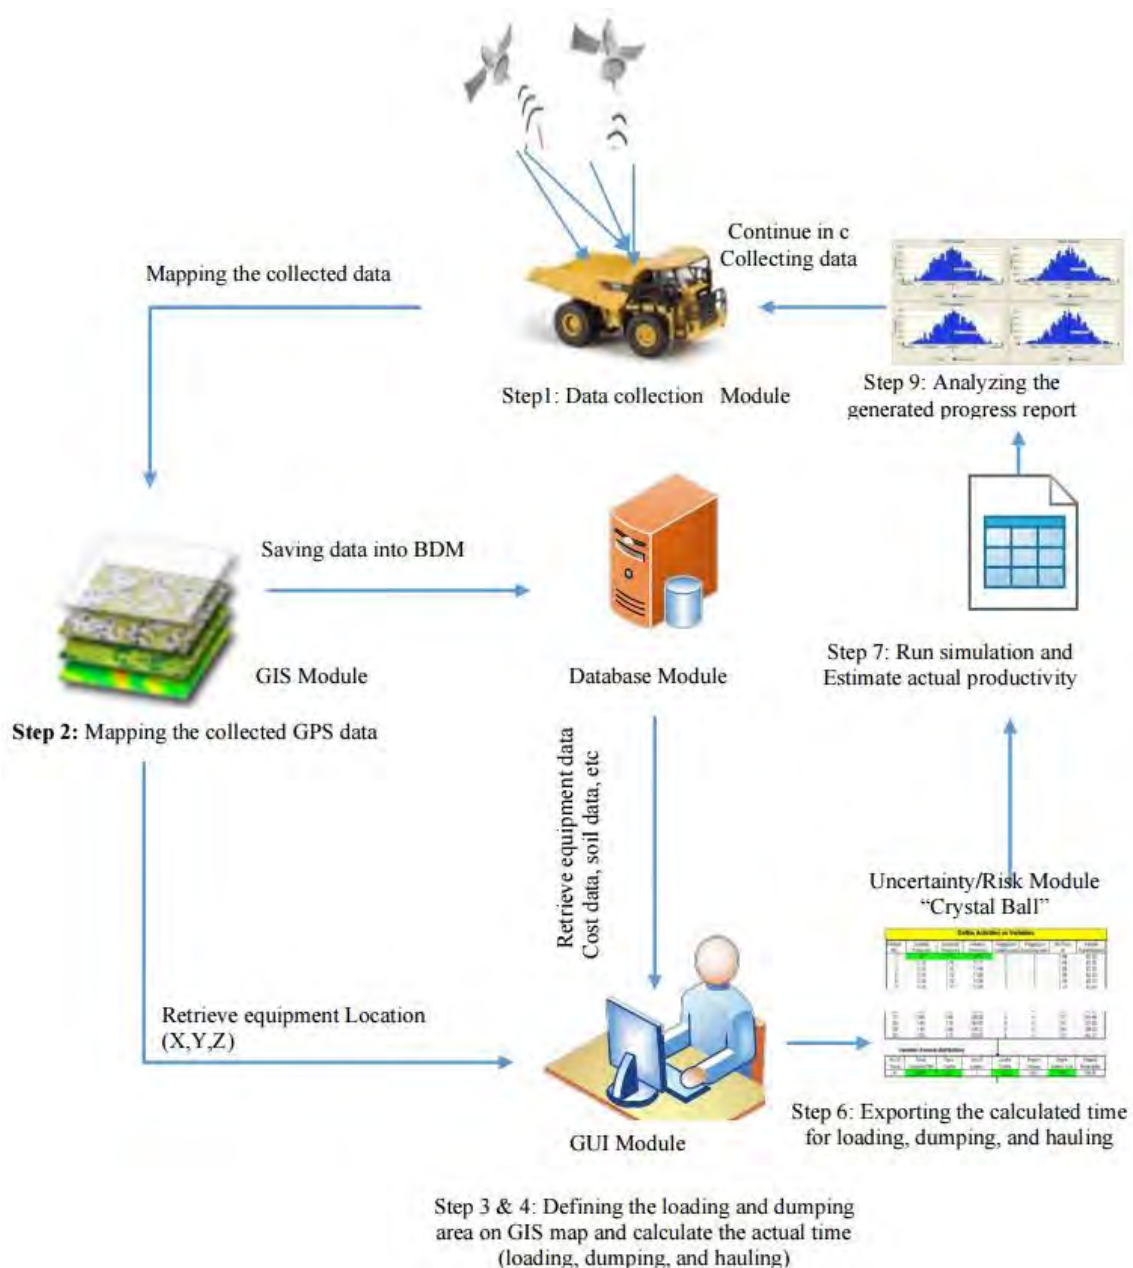 Continue in c
Collecting data
Mapping the collected data
Step1: Data collection Module
Step 9: Analyzing the
generated progress report
Saving data into BDM
GIS Module
Database Module
Step 7: Run simulation and
Estimate actual productivity
Step 2: Mapping the collected GPS data
Retrieve equipment data
Cost data, soil data, etc
Uncertainty/Risk Module
“Crystal Ball”
Retrieve equipment Location
(X,Y,Z)
GUI Module
Step 6: Exporting the calculated time
for loading, dumping, and hauling
Step 3 & 4: Defining the loading and dumping
area on GIS map and calculate the actual time
(loading, dumping, and hauling)